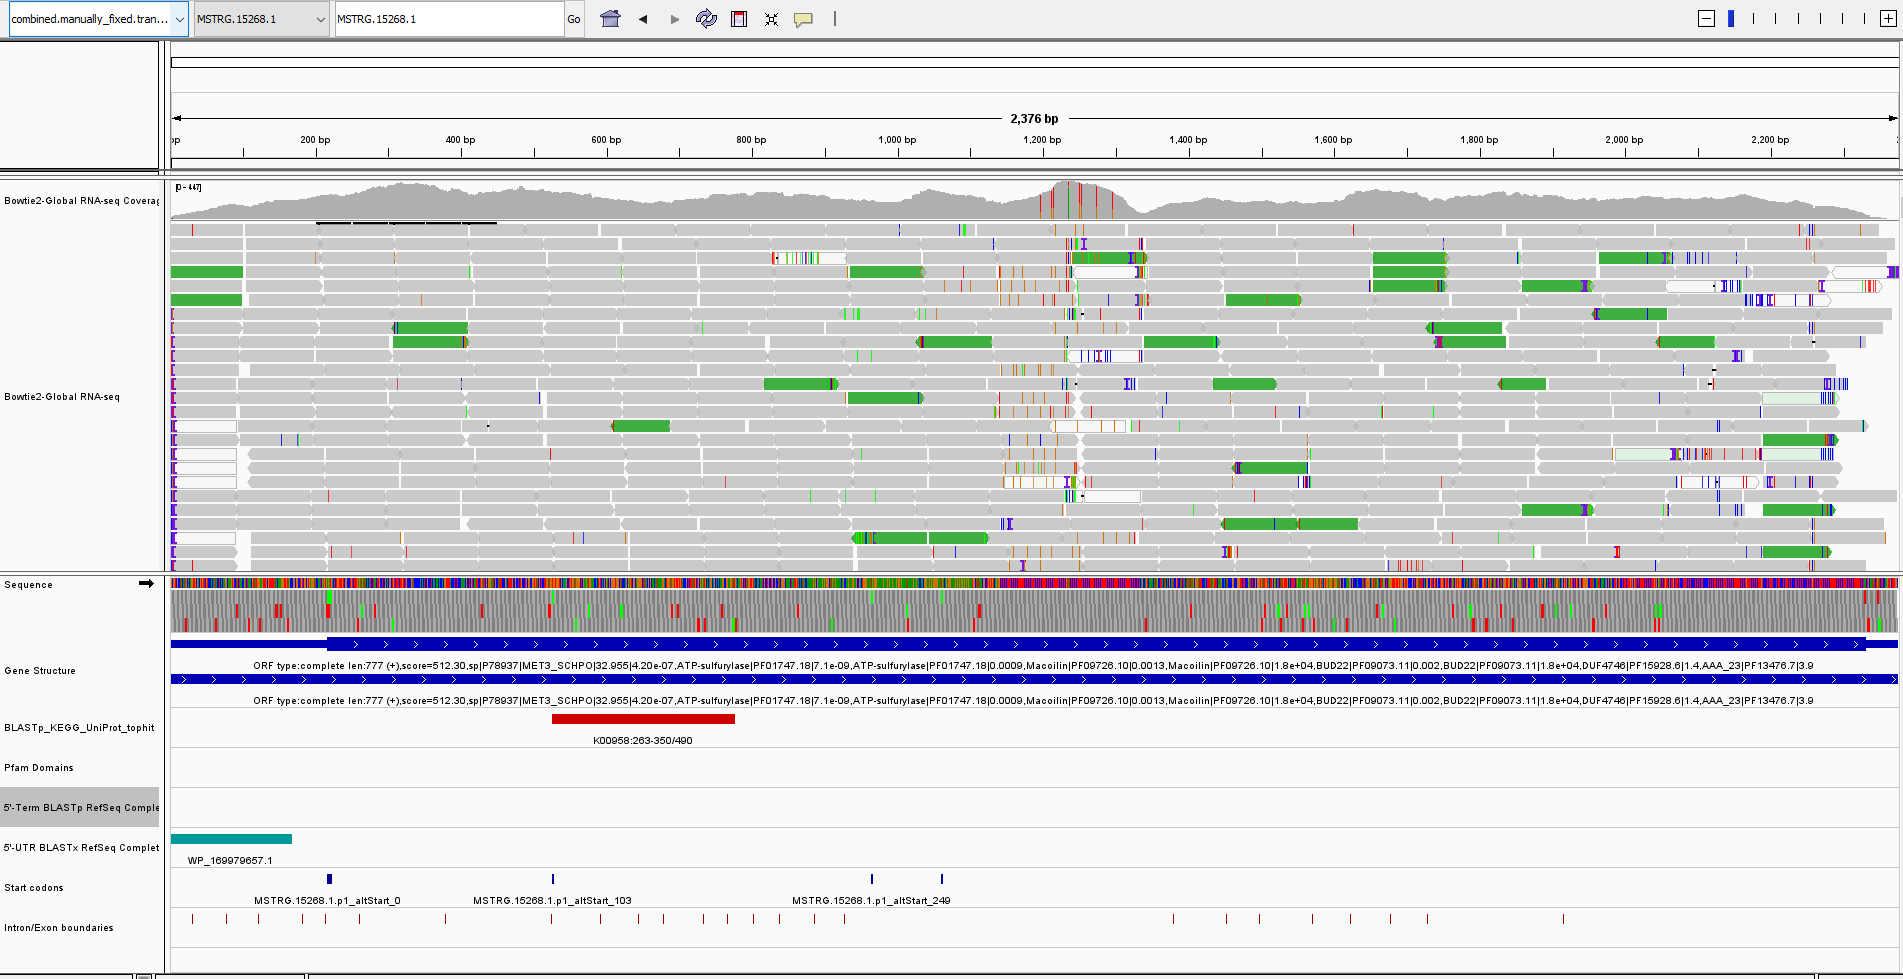 combined.manually_fixed.tran... MSTRG.15268.1 MSTRG.15268.1 Go
2,376 bp
bp 200 bp 400 bp 600 bp 800 bp 1,000 bp 1,200 bp 1,400 bp 1,600 bp 1,800 bp 2,000 bp 2,200 bp
[0 - 447]
Bowtie2-Global RNA-seq Coverag
Bowtie2-Global RNA-seq
Sequence
ORF type:complete len:777 (+),score=512.30,sp|P78937|MET3_SCHPO|32.955|4.20e-07,ATP-sulfurylase|PF01747.18|7.1e-09,ATP-sulfurylase|PF01747.18|0.0009,Macoilin|PF09726.10|0.0013,Macoilin|PF09726.10|1.8e+04,BUD22|PF09073.11|0.002,BUD22|PF09073.11|1.8e+04,DUF4746|PF15928.6|1.4,AAA_23|PF13476.7|3.9
Gene Structure
ORF type:complete len:777 (+),score=512.30,sp|P78937|MET3_SCHPO|32.955|4.20e-07,ATP-sulfurylase|PF01747.18|7.1e-09,ATP-sulfurylase|PF01747.18|0.0009,Macoilin|PF09726.10|0.0013,Macoilin|PF09726.10|1.8e+04,BUD22|PF09073.11|0.002,BUD22|PF09073.11|1.8e+04,DUF4746|PF15928.6|1.4,AAA_23|PF13476.7|3.9
BLASTp_KEGG_UniProt_tophit
K00958:263-350/490
Pfam Domains
5'-Term BLASTp RefSeq Comple
5'-UTR BLASTx RefSeq Complet
WP_169979657.1
Start codons
MSTRG.15268.1.p1_altStart_0 MSTRG.15268.1.p1_altStart_103 MSTRG.15268.1.p1_altStart_249
Intron/Exon boundaries